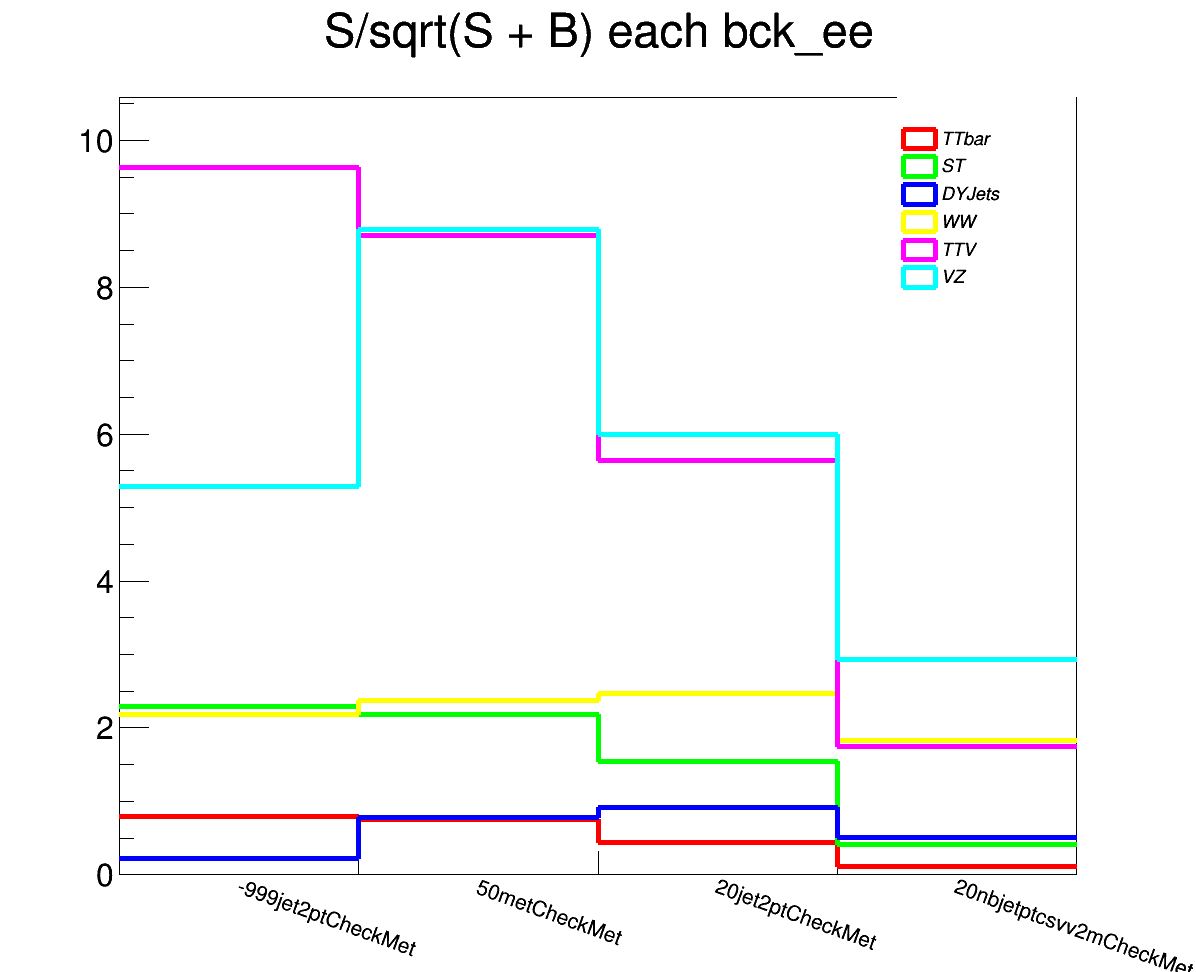 S/sqrt(S + B) each bck_ee
10
8
6
4
2
0
TTbar
ST
DYJets
WW
TTV
VZ
-999jet2ptCheckMet
50metCheckMet
20jet2ptCheckMet
20nbjetptcsvv2mCheckMet